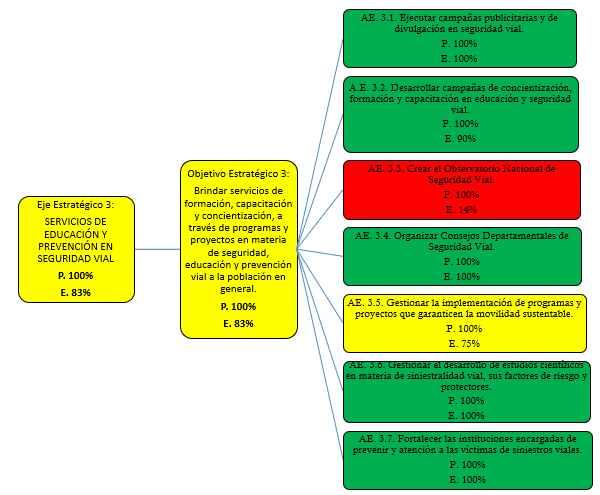 Eje Estratégico 3:
SERVICIOS DE
EDUCACIÓN Y
PREVENCIÓN EN
SEGURIDAD VIAL
P. 100%
E. 83%
Objetivo Estratégico 3:
Brindar servicios de
formación, capacitación
y concientización, a
través de programas y
proyectos en materia
de seguridad,
educación y prevención
vial a la población en
general.
P. 100%
E. 83%
AE. 3.1. Ejecutar campañas publicitarias y de
divulgación en seguridad vial.
P. 100%
E. 100%
A.E. 3.2. Desarrollar campañas de concientización,
formación y capacitación en educación y seguridad
vial.
P. 100%
E. 90%
AE. 3.3: Crear el Observatorio Nacional de
Seguridad Vial.
P. 100%
E. 14%
AE. 3.4. Organizar Consejos Departamentales de
Seguridad Vial.
P. 100%
E. 100%
AE. 3.5. Gestionar la implementación de programas y
proyectos que garanticen la movilidad sustentable.
P. 100%
E. 75%
AE. 3.6. Gestionar el desarrollo de estudios científicos
en materia de siniestralidad vial, sus factores de riesgo y
protectores.
P. 100%
E. 100%
AE. 3.7. Fortalecer las instituciones encargadas de
prevenir y atención a las víctimas de siniestros viales.
P. 100%
E. 100%